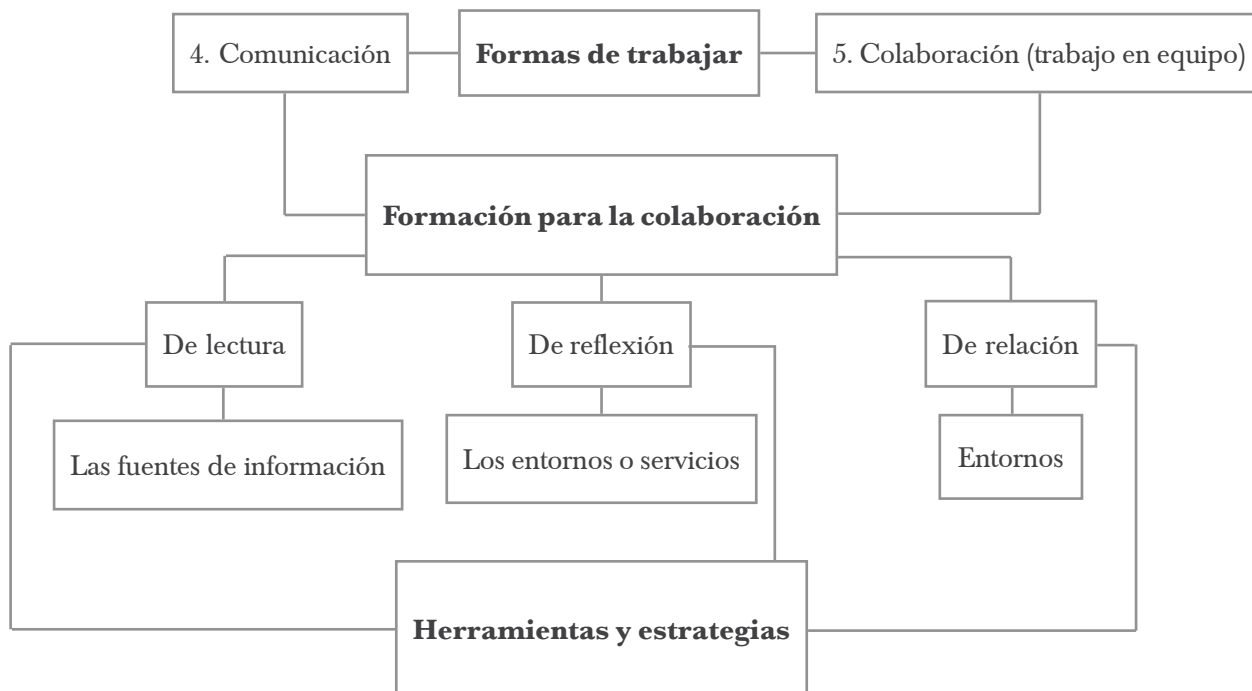 4. Comunicación
Formas de trabajar
5. Colaboración (trabajo en equipo)
Formación para la colaboración
De lectura
De reflexión
De relación
Las fuentes de información
Los entornos o servicios
Entornos
Herramientas y estrategias